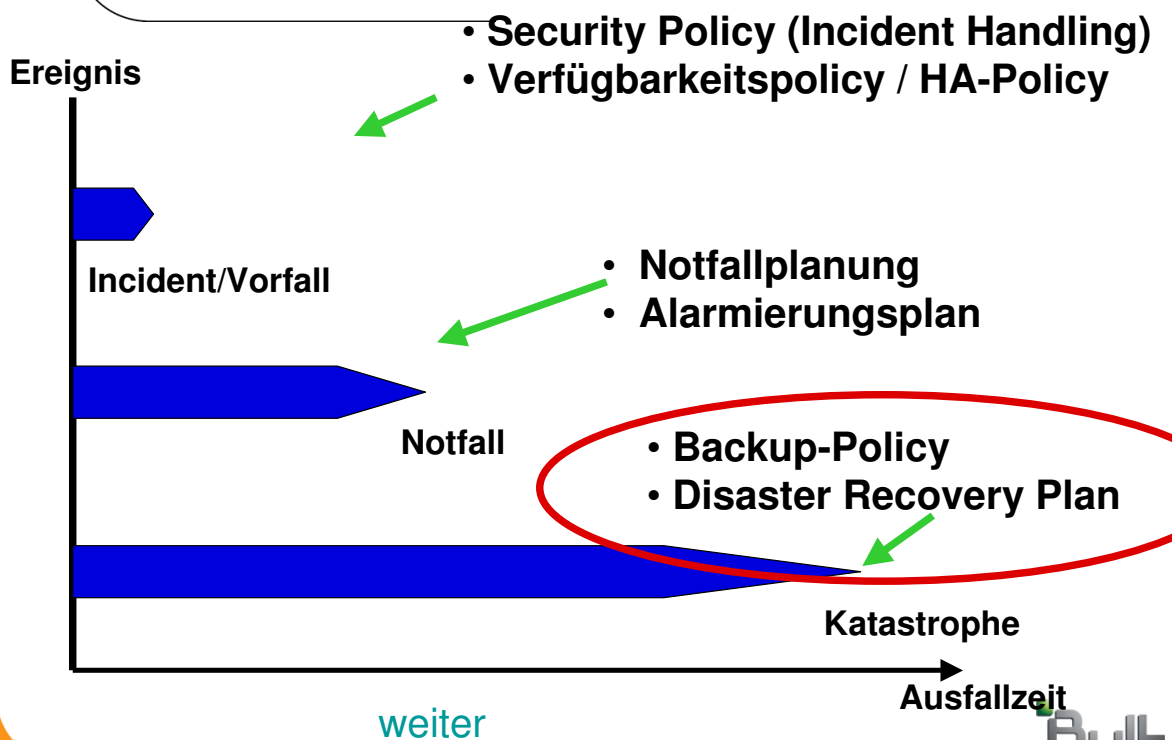 • Security Policy (Incident Handling)
Ereignis
• Verfügbarkeitspolicy / HA-Policy
Incident/Vorfall
• Notfallplanung
• Alarmierungsplan
Notfall
• Backup-Policy
• Disaster Recovery Plan
Katastrophe
Ausfallzeit
weiter
Bull